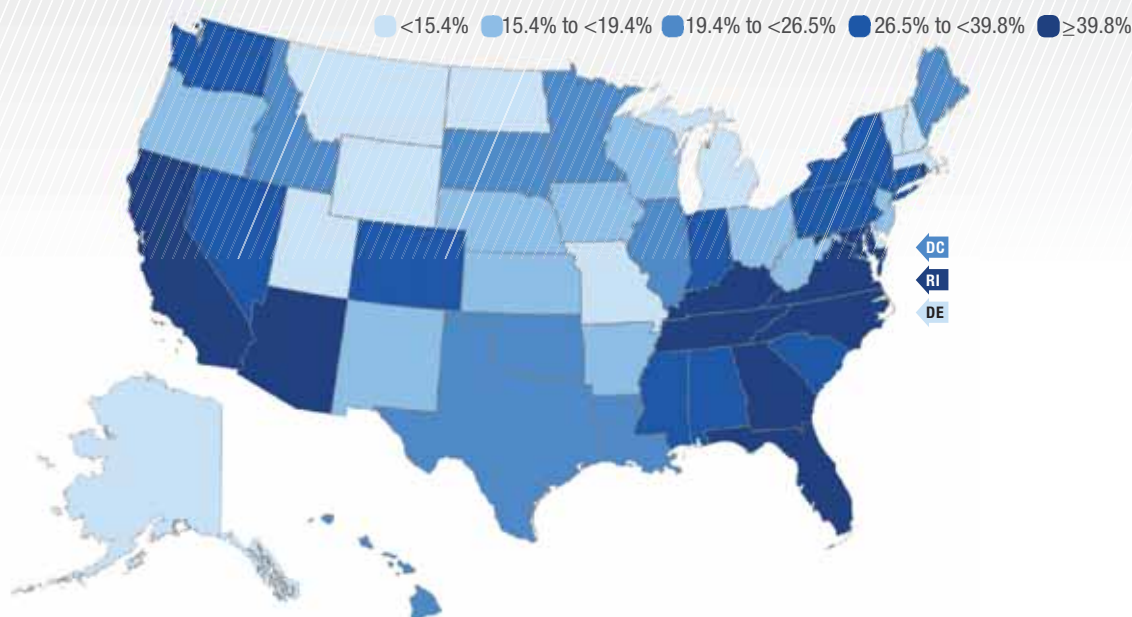 <15.4% 15.4% to <19.4% 19.4% to <26.5% 26.5% to <39.8% ≥39.8%
DC
RI
DE